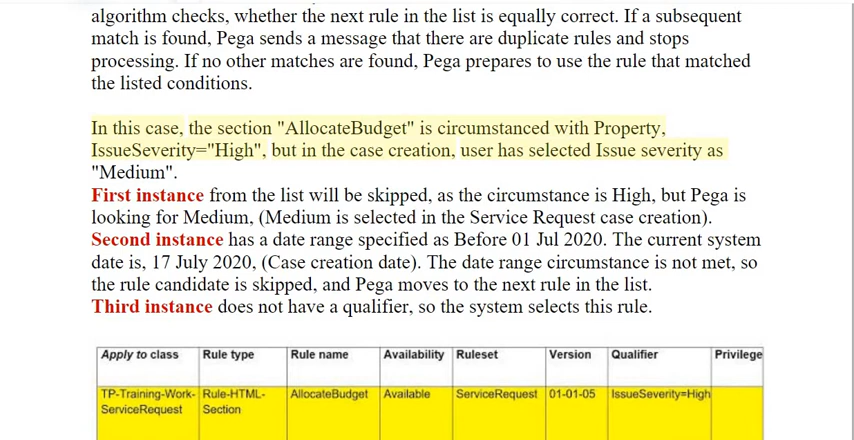 algorithm checks, whether the next rule in the list is equally correct. If a subsequent
match is found, Pega sends a message that there are duplicate rules and stops
processing. If no other matches are found, Pega prepares to use the rule that matched
the listed conditions.
In this case, the section "AllocateBudget" is circumstanced with Property,
IssueSeverity="High", but in the case creation, user has selected Issue severity as
"Medium".
First instance from the list will be skipped, as the circumstance is High, but Pega is
looking for Medium, (Medium is selected in the Service Request case creation).
Second instance has a date range specified as Before 01 Jul 2020. The current system
date is, 17 July 2020, (Case creation date). The date range circumstance is not met, so
the rule candidate is skipped, and Pega moves to the next rule in the list.
Third instance does not have a qualifier, so the system selects this rule.
Apply to class Rule type Rule name Availability Ruleset Version Qualifier Privilege
TP-Training-Work- Rule-HTML- AllocateBudget Available ServiceRequest 01-01-05 IssueSeverity=High
ServiceRequest Section